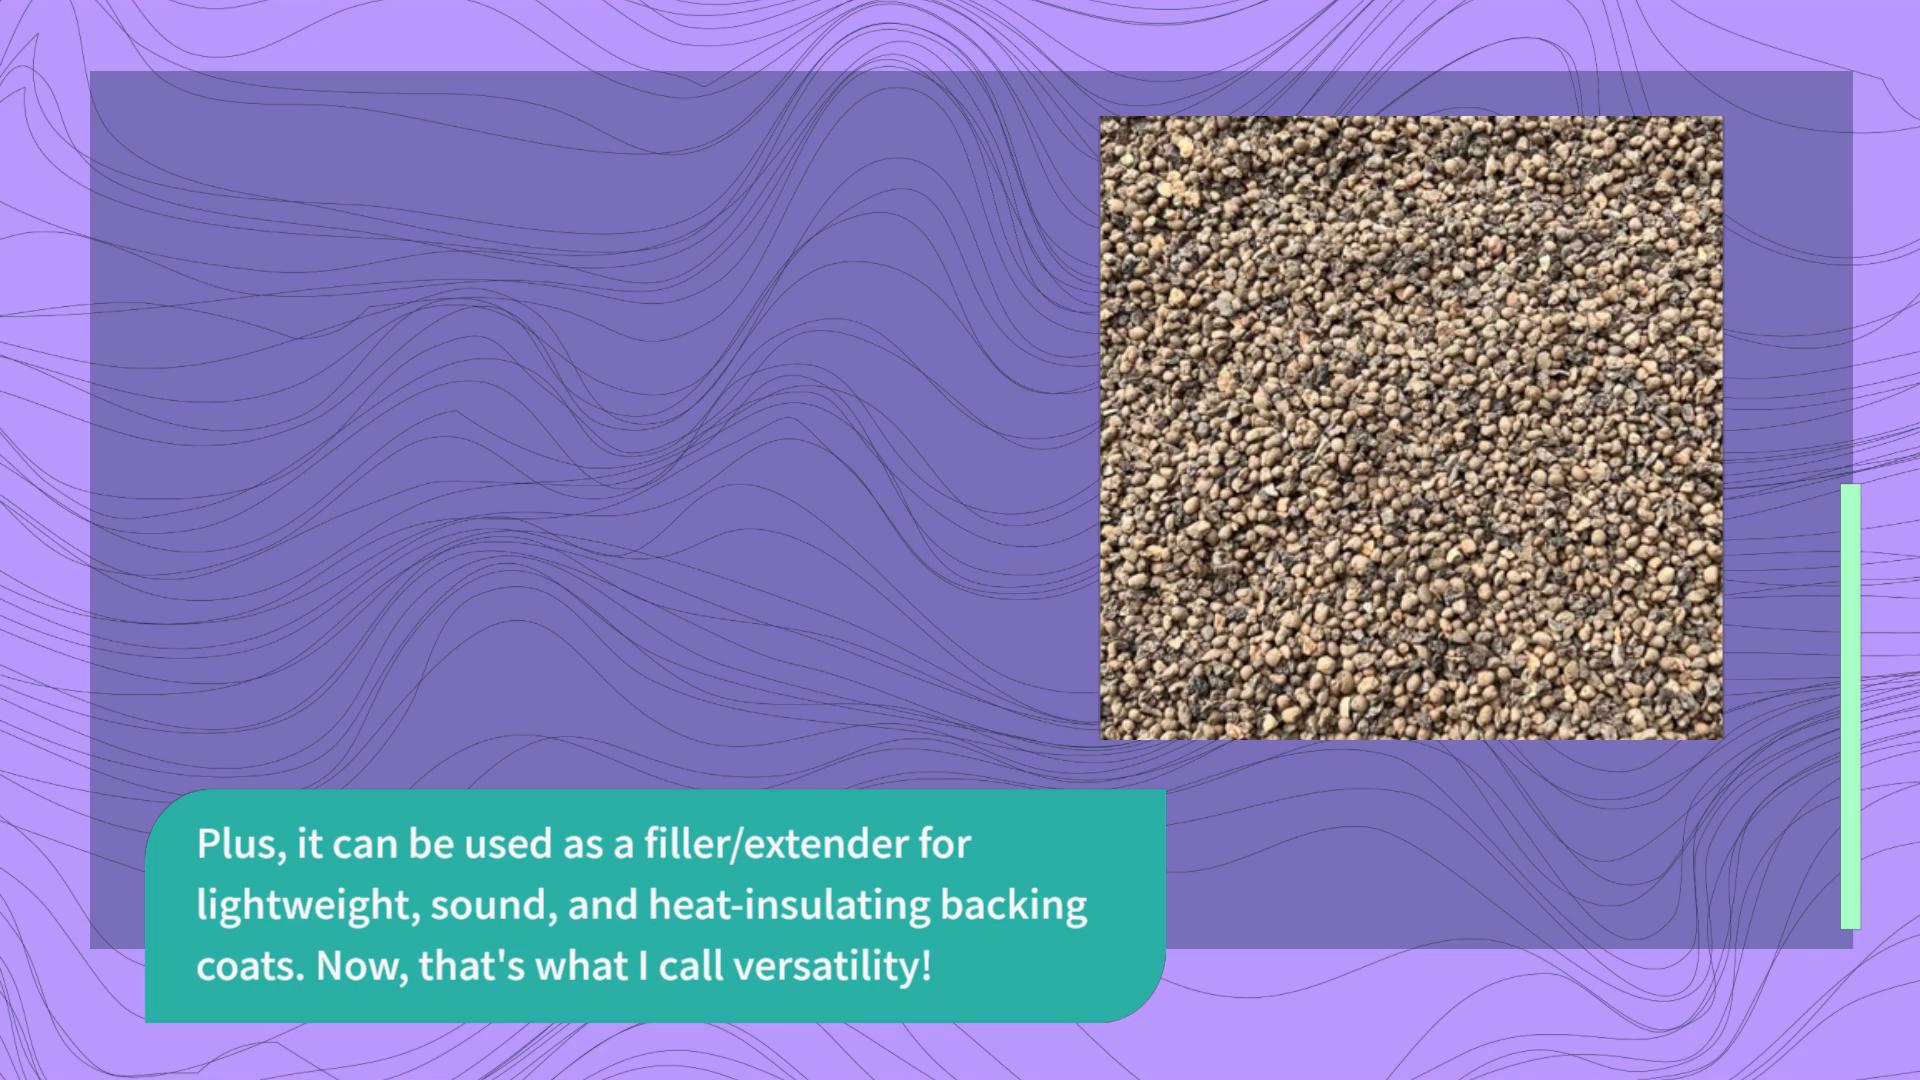 Plus, it can be used as a filler/extender for
lightweight, sound, and heat-insulating backing
coats. Now, that's what I call versatility!